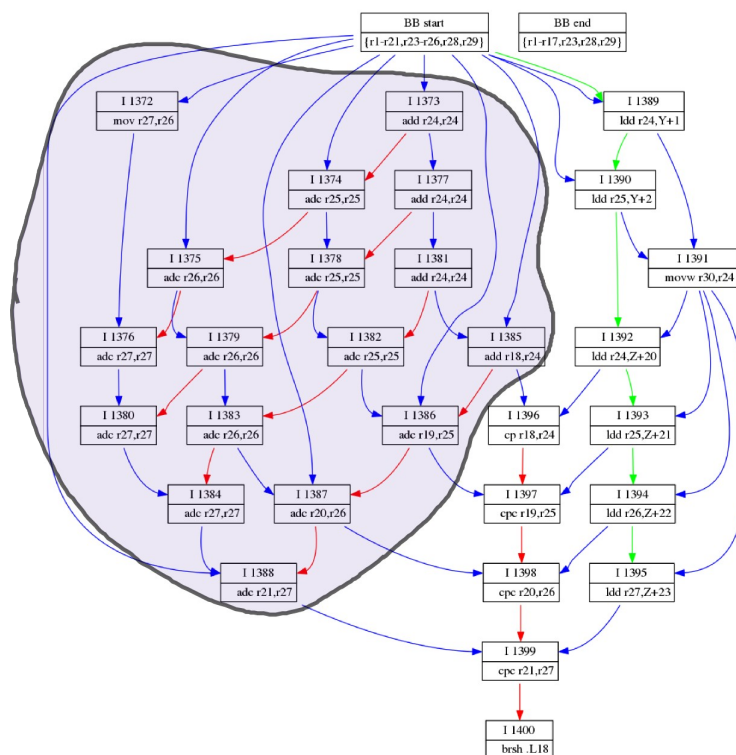 BB start
{r1-r21,r23-r26,r28,r29}
BB end
{r1-r17,r23,r28,r29}
I 1372
mov r27,r26
I 1373
add r24,r24
I 1389
ldd r24,Y+1
I 1374
adc r25,r25
I 1377
add r24,r24
I 1390
ldd r25,Y+2
I 1375
adc r26,r26
I 1378
adc r25,r25
I 1381
add r24,r24
I 1391
movw r30,r24
I 1376
adc r27,r27
I 1379
adc r26,r26
I 1382
adc r25,r25
I 1385
add r18,r24
I 1392
ldd r24,Z+20
I 1380
adc r27,r27
I 1383
adc r26,r26
I 1386
adc r19,r25
I 1396
cp r18,r24
I 1393
ldd r25,Z+21
I 1384
adc r27,r27
I 1387
adc r20,r26
I 1397
cpc r19,r25
I 1394
ldd r26,Z+22
I 1388
adc r21,r27
I 1398
cpc r20,r26
I 1395
ldd r27,Z+23
I 1399
cpc r21,r27
I 1400
brsh .L18